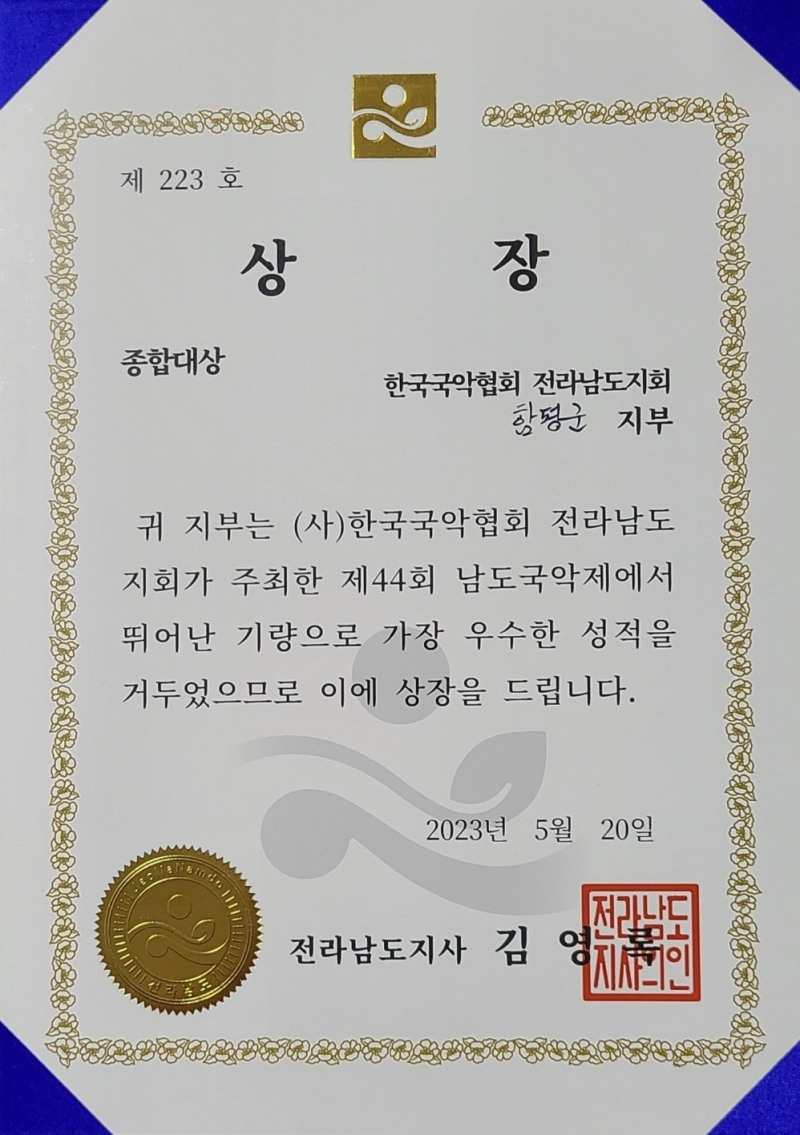 제 223 호
상 장
종합대상
한국국악협회 전라남도지회
함평군 지부
귀 지부는 (사)한국국악협회 전라남도
지회가 주최한 제44회 남도국악제에서
뛰어난 기량으로 가장 우수한 성적을
거두었으므로 이에 상장을 드립니다.
2023년 5월 20일
JeollaNamdo
전라남도
전라남도지사 김 영 록
전라남도
지사의인